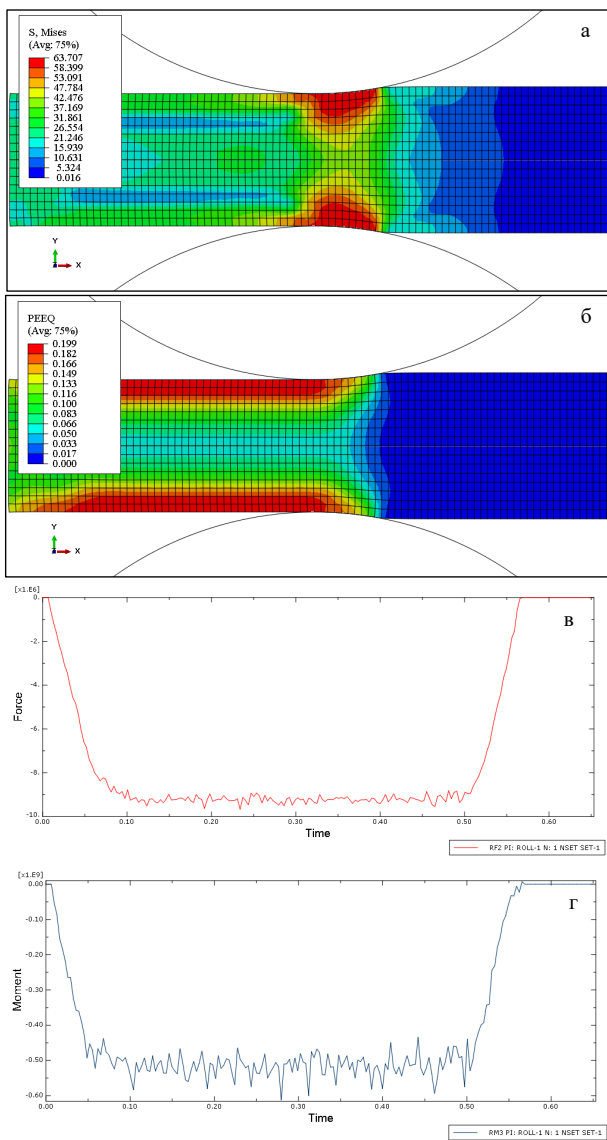 S, Mises
(Avg: 75%)
63.707
58.399
53.091
47.784
42.476
37.169
31.861
26.554
21.246
15.939
10.631
5.324
0.016
а
Y
X
PEEQ
(Avg: 75%)
0.199
0.182
0.166
0.149
0.133
0.116
0.100
0.083
0.066
0.050
0.033
0.017
0.000
б
Y
X
[x1.E6]
в
0.
-2.
-4.
-6.
-8.
-10.
Force
0.00 0.10 0.20 0.30 0.40 0.50 0.60
Time
RF2 PI: ROLL-1 N: 1 NSET SET-1
[x1.E9]
г
0.00
-0.10
-0.20
-0.30
-0.40
-0.50
-0.60
Moment
0.00 0.10 0.20 0.30 0.40 0.50 0.60
Time
RM3 PI: ROLL-1 N: 1 NSET SET-1